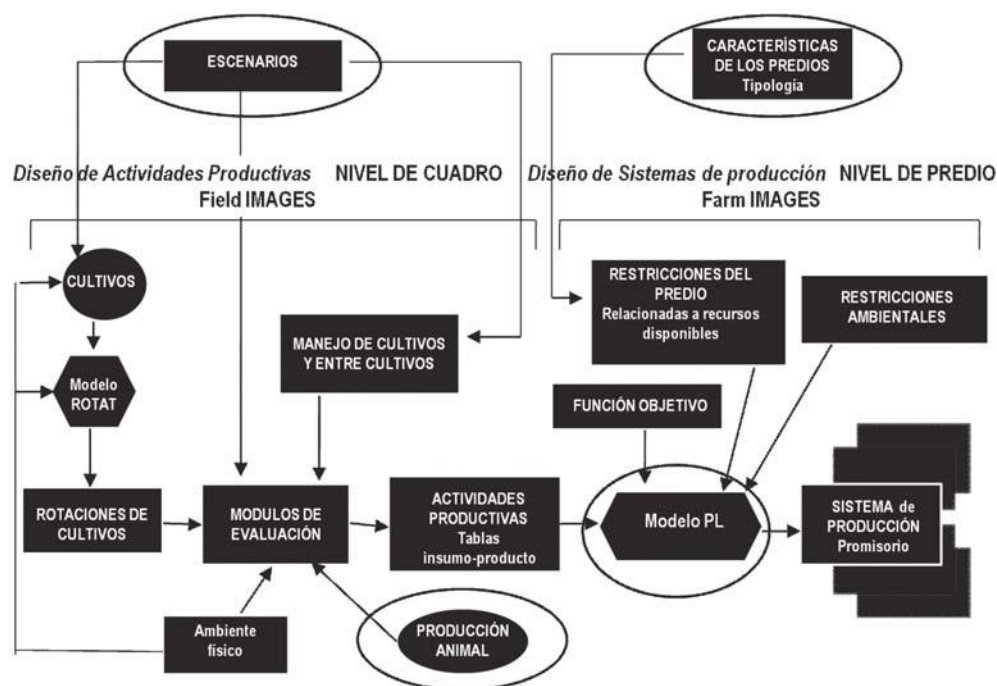 ESCENARIOS
CARACTERÍSTICAS
DE LOS PREDIOS
Tipología
Diseño de Actividades Productivas NIVEL DE CUADRO
Field IMAGES
Diseño de Sistemas de producción NIVEL DE PREDIO
Farm IMAGES
CULTIVOS
RESTRICCIONES DEL
PREDIO
Relacionadas a recursos
disponibles
RESTRICCIONES
AMBIENTALES
MANEJO DE CULTIVOS
Y ENTRE CULTIVOS
Modelo
ROTAT
FUNCIÓN OBJETIVO
ROTACIONES DE
CULTIVOS
MODULOS DE
EVALUACIÓN
ACTIVIDADES
PRODUCTIVAS
Tablas
insumo-producto
Modelo PL
SISTEMA de
PRODUCCIÓN
Promisorio
Ambiente
físico
PRODUCCIÓN
ANIMAL